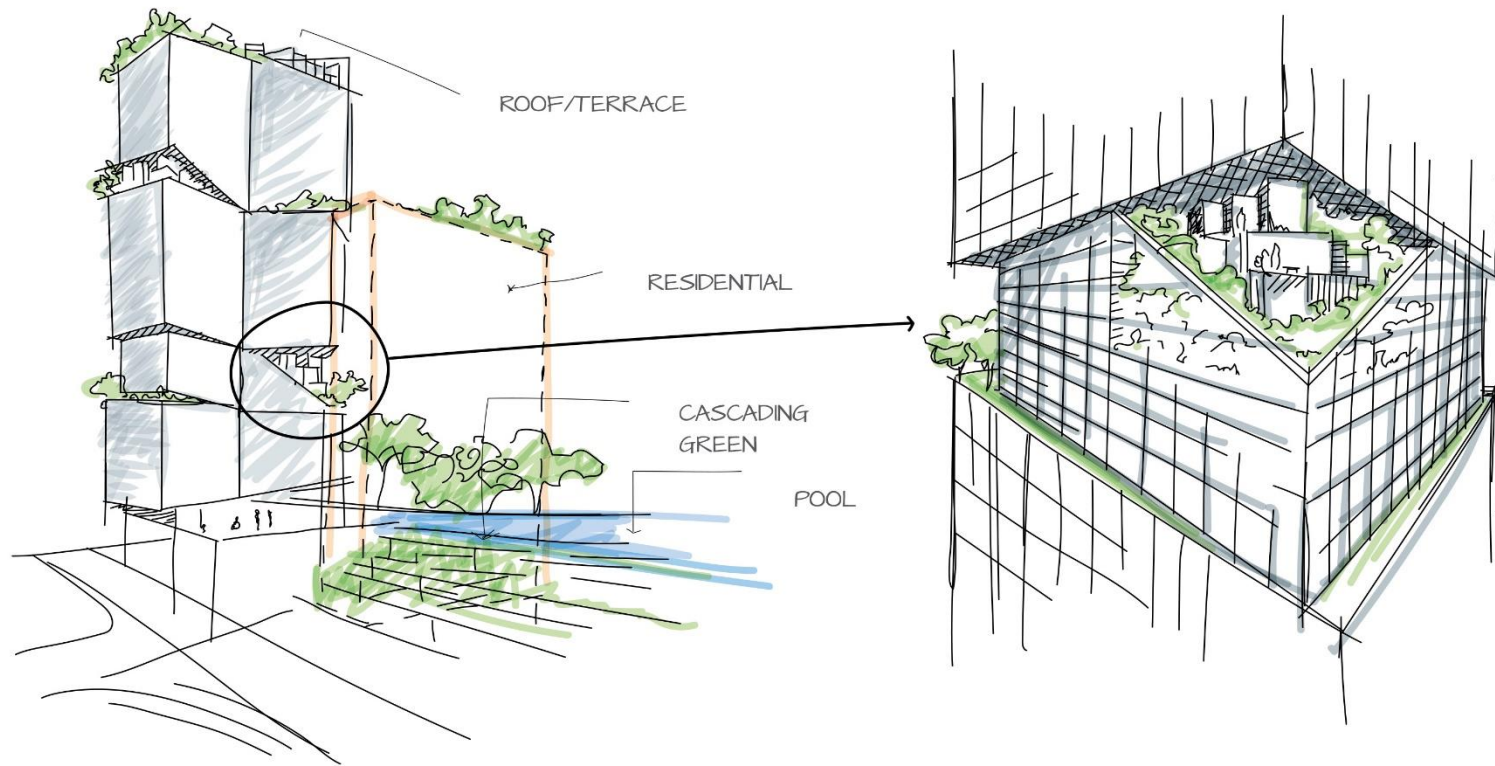 ROOF/TERRACE
RESIDENTIAL
CASCADING
GREEN
POOL